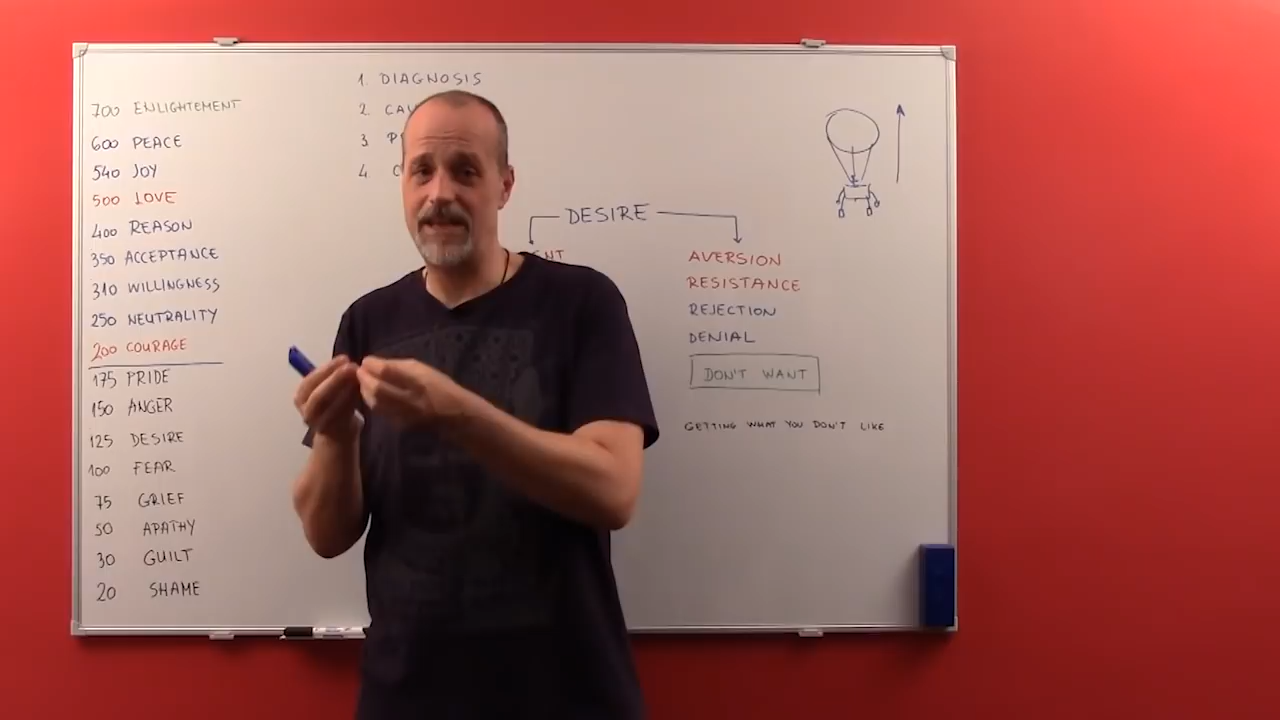 700 ENLIGHTEMENT
600 PEACE
540 JOY
500 LOVE
400 REASON
350 ACCEPTANCE
310 WILLINGNESS
250 NEUTRALITY
200 COURAGE
175 PRIDE
150 ANGER
125 DESIRE
100 FEAR
75 GRIEF
50 APATHY
30 GUILT
20 SHAME
1. DIAGNOSIS
2.
3
4.
DESIRE
AVERSION
RESISTANCE
REJECTION
DENIAL
DON'T WANT
GETTING WHAT YOU DON'T LIKE